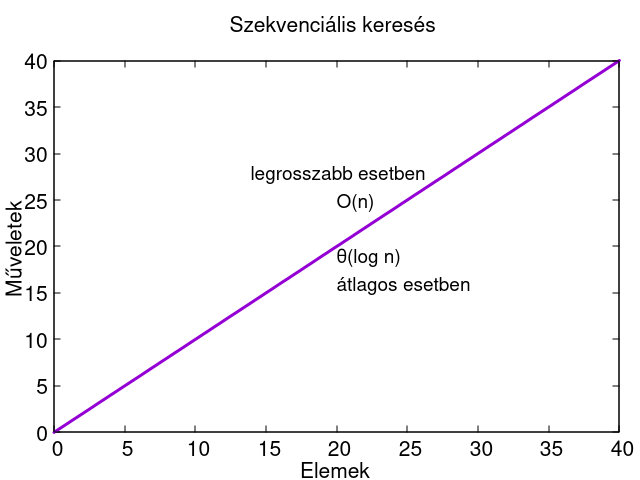 Szekvenciális keresés
40
35
30
25
20
15
10
5
0
Műveletek
legrosszabb esetben
O(n)
θ(log n)
átlagos esetben
0 5 10 15 20 25 30 35 40
Elemek